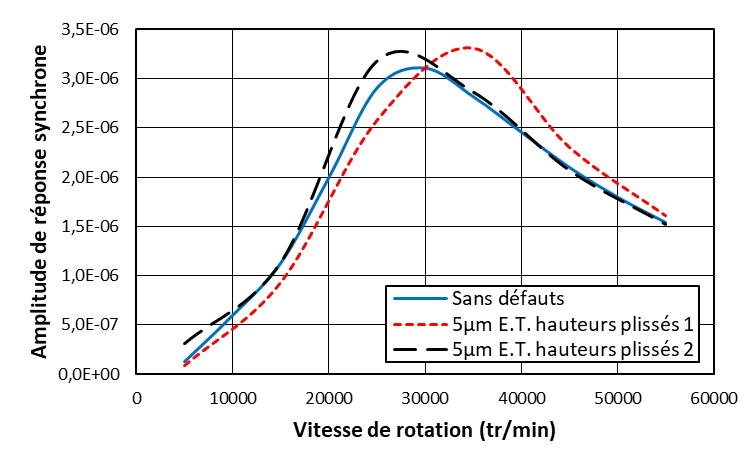 Amplitude de réponse synchrone
3,5E-06
3,0E-06
2,5E-06
2,0E-06
1,5E-06
1,0E-06
5,0E-07
0,0E+00
Sans défauts
5µm E.T. hauteurs plissés 1
5µm E.T. hauteurs plissés 2
0 10000 20000 30000 40000 50000 60000
Vitesse de rotation (tr/min)